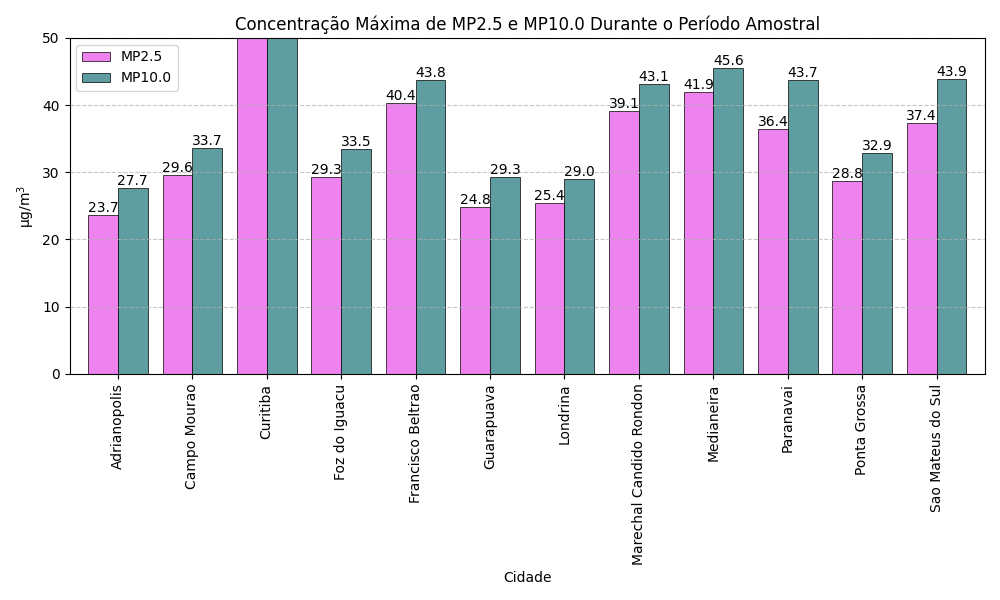 Concentração Máxima de MP2.5 e MP10.0 Durante o Período Amostral
MP2.5
MP10.0
µg/m³
50
40
30
20
10
0
23.7
27.7
29.6
33.7
29.3
33.5
40.4
43.8
24.8
29.3
25.4
29.0
39.1
43.1
41.9
45.6
36.4
43.7
28.8
32.9
37.4
43.9
Adrianopolis
Campo Mourao
Curitiba
Foz do Iguacu
Francisco Beltrao
Guarapuava
Londrina
Marechal Candido Rondon
Medianeira
Paranavai
Ponta Grossa
Sao Mateus do Sul
Cidade